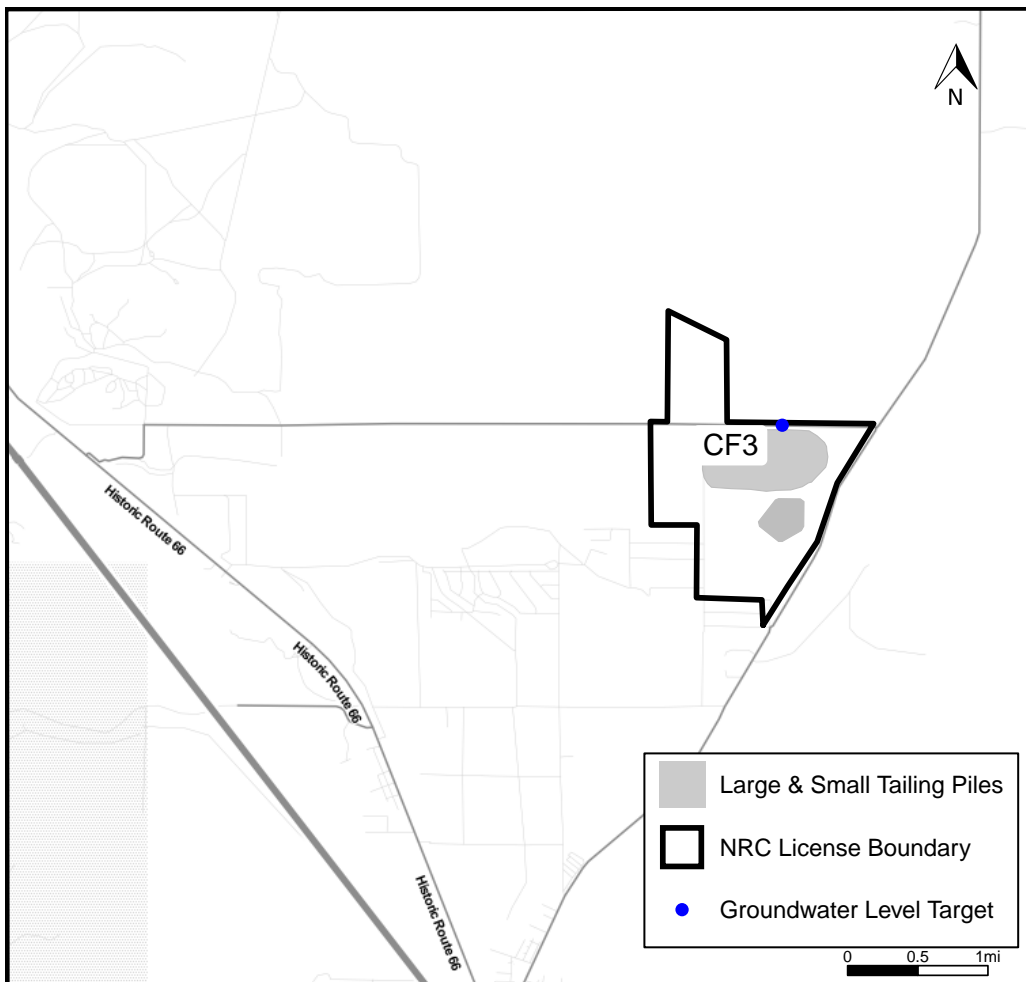 N
CF3
Historic Route 66
Historic Route 66
Historic Route 66
Large & Small Tailing Piles
NRC License Boundary
Groundwater Level Target
0 0.5 1mi